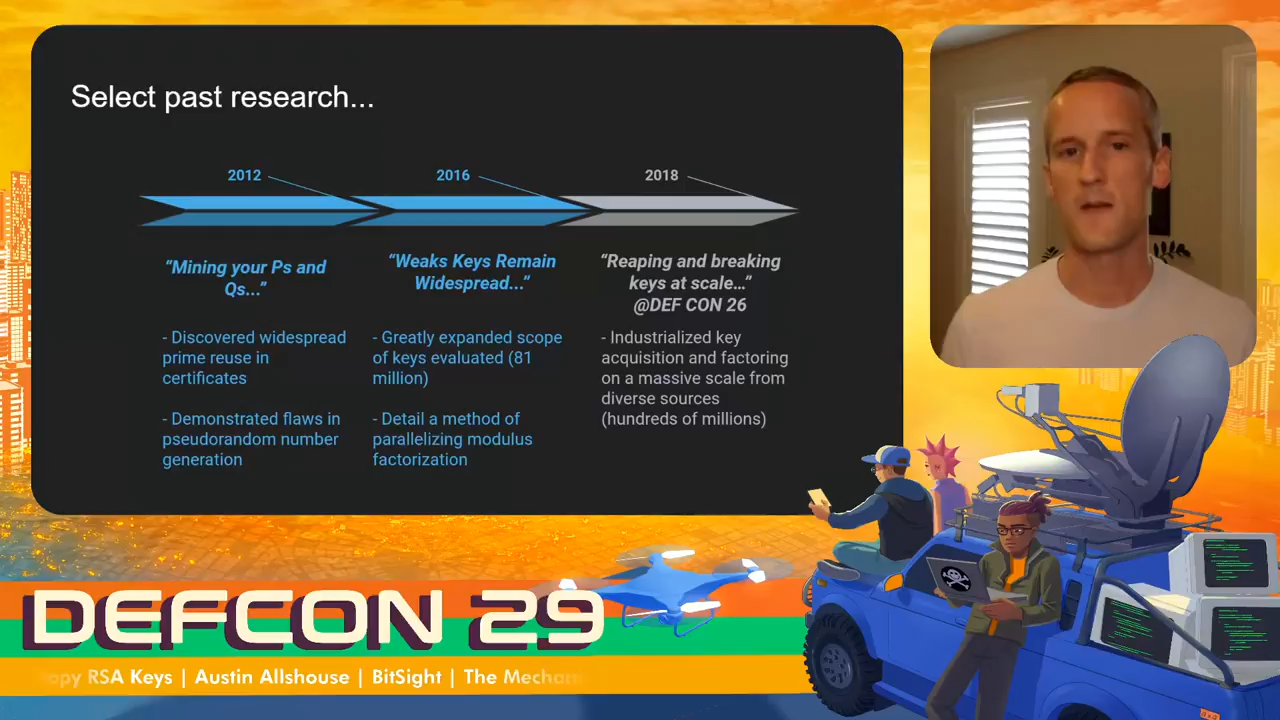 Select past research...
2012
2016
2018
“Mining your Ps and
Qs...”
“Weaks Keys Remain
Widespread...”
“Reaping and breaking
keys at scale…”
@DEF CON 26
- Discovered widespread
prime reuse in
certificates
- Demonstrated flaws in
pseudorandom number
generation
- Greatly expanded scope
of keys evaluated (81
million)
- Detail a method of
parallelizing modulus
factorization
- Industrialized key
acquisition and factoring
on a massive scale from
diverse sources
(hundreds of millions)
DEFCON 29
RSA Keys | Austin Allshouse | BitSight | The